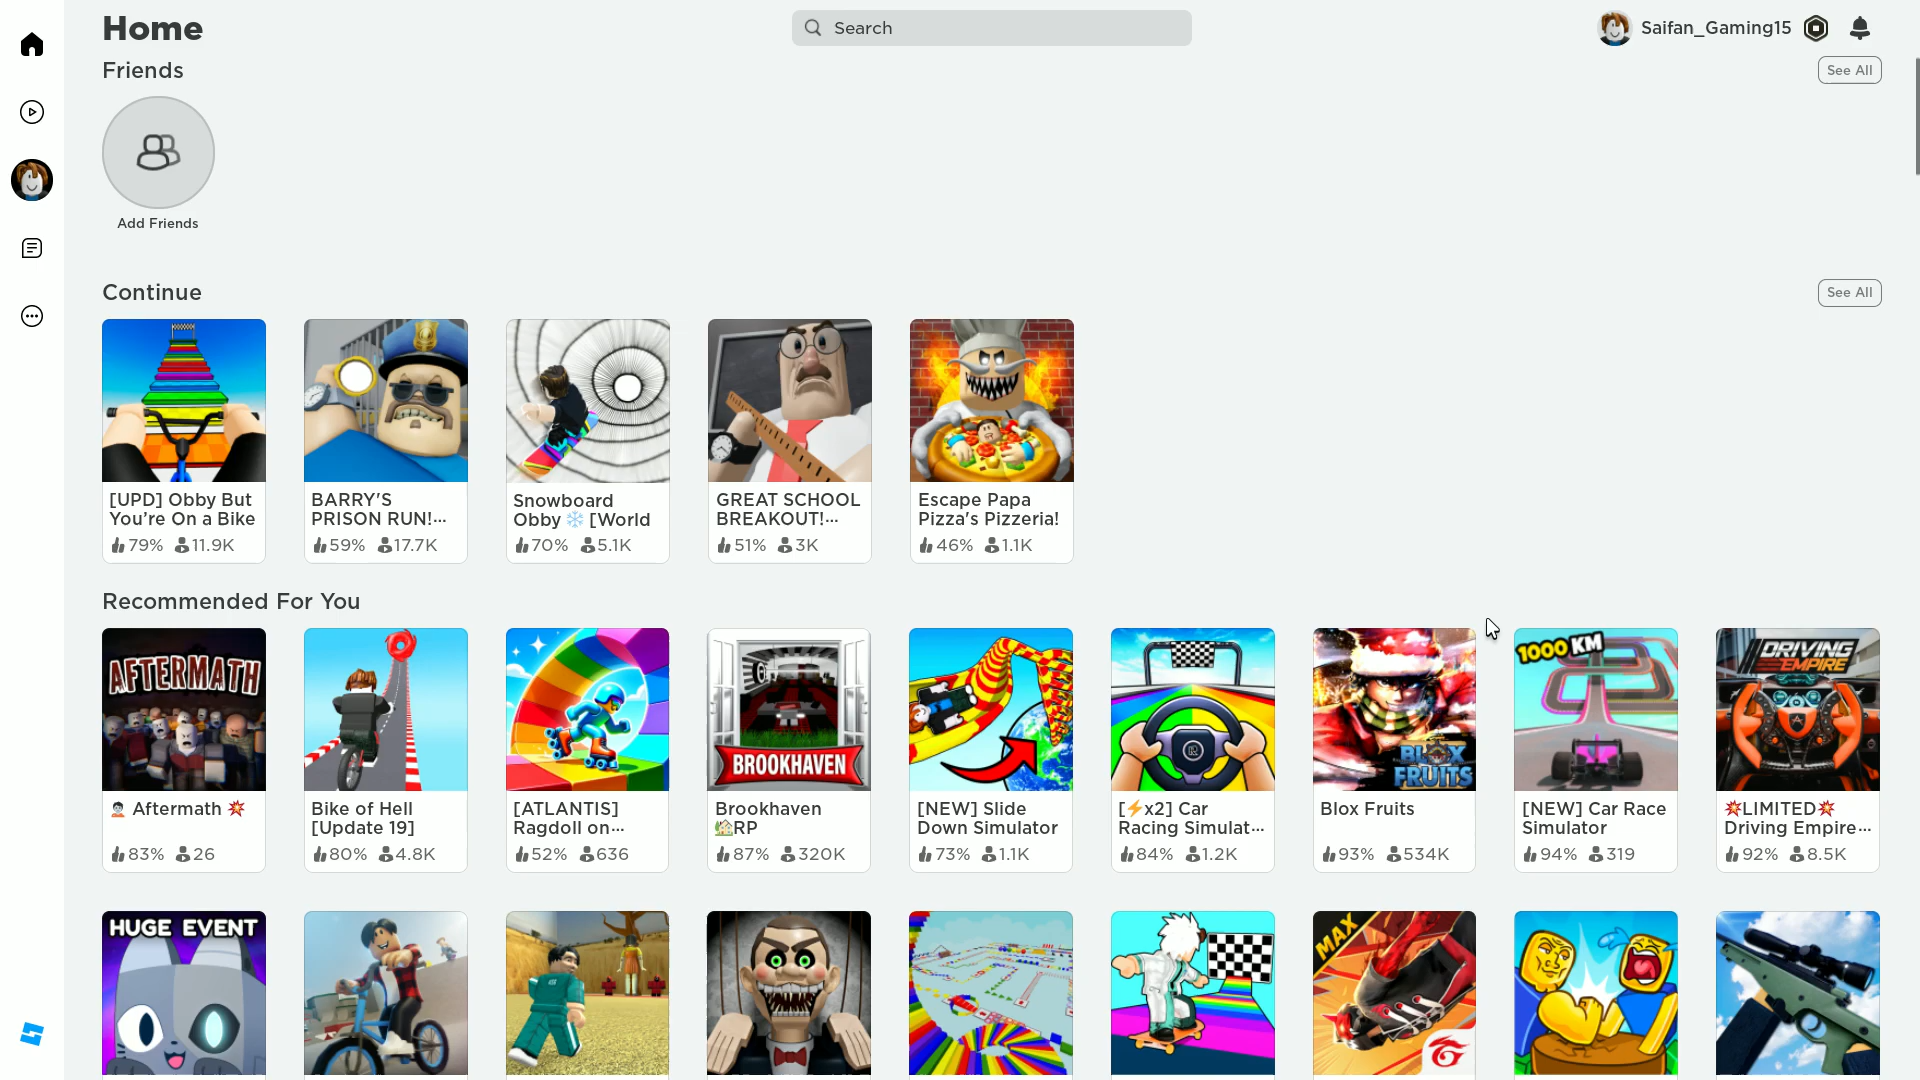 Home
Search
Saifan_Gaming15
Friends
See All
Add Friends
Continue
See All
[UPD] Obby But
You're On a Bike
79% 11.9K
BARRY'S
PRISON RUN!...
59% 17.7K
Snowboard
Obby ❄️ [World
70% 5.1K
GREAT SCHOOL
BREAKOUT!...
51% 3K
Escape Papa
Pizza's Pizzeria!
46% 1.1K
Recommended For You
AFTERMATH
BROOKHAVEN
BLOX
FRUITS
1000 KM
DRIVING
EMPIRE
🧟 Aftermath 💥
83% 26
Bike of Hell
[Update 19]
80% 4.8K
[ATLANTIS]
Ragdoll on...
52% 636
Brookhaven
🏡RP
87% 320K
[NEW] Slide
Down Simulator
73% 1.1K
[⚡x2] Car
Racing Simulat...
84% 1.2K
Blox Fruits
93% 534K
[NEW] Car Race
Simulator
94% 319
💥LIMITED💥
Driving Empire...
92% 8.5K
HUGE EVENT
MAX